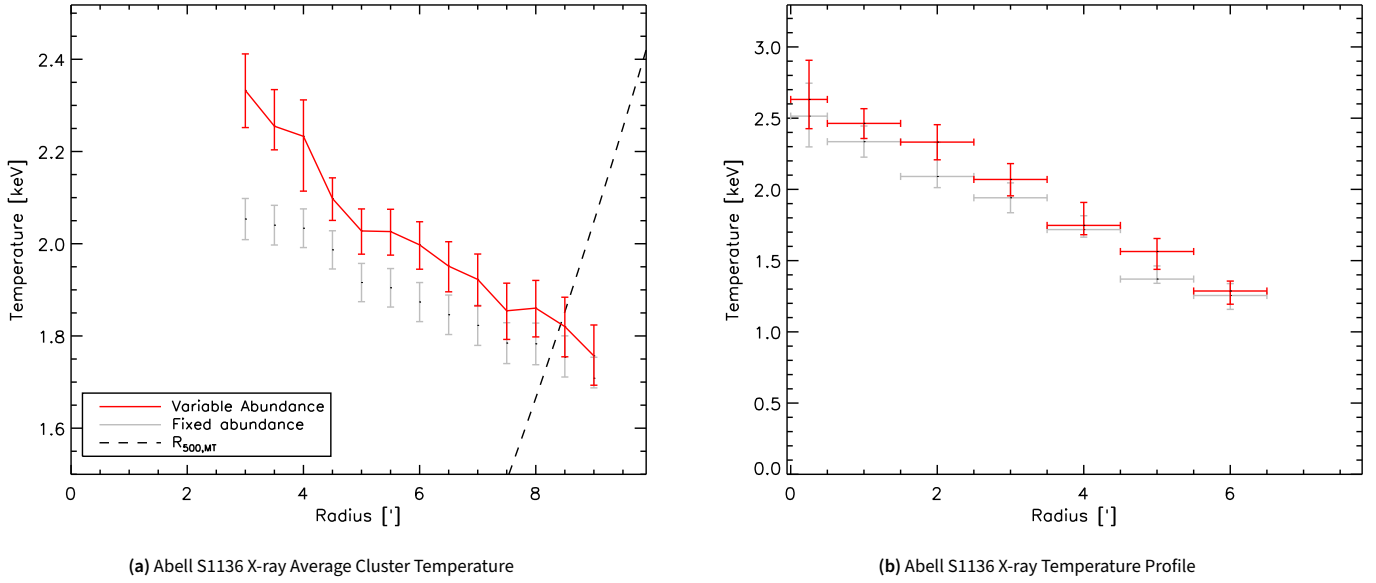 2.4
2.2
2.0
1.8
1.6
Temperature [keV]
Variable Abundance
Fixed abundance
R500,MT
0
2
4
6
8
Radius [']
(a) Abell S1136 X-ray Average Cluster Temperature
3.0
2.5
2.0
1.5
1.0
0.5
0.0
Temperature [keV]
0
2
4
6
Radius [']
(b) Abell S1136 X-ray Temperature Profile